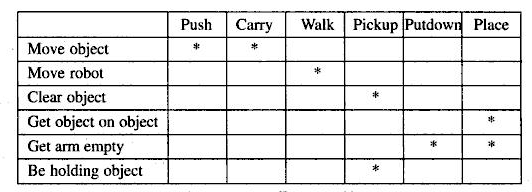 Push Carry Walk Pickup Putdown Place
Move object * *
Move robot *
Clear object *
Get object on object *
Get arm empty * *
Be holding object *